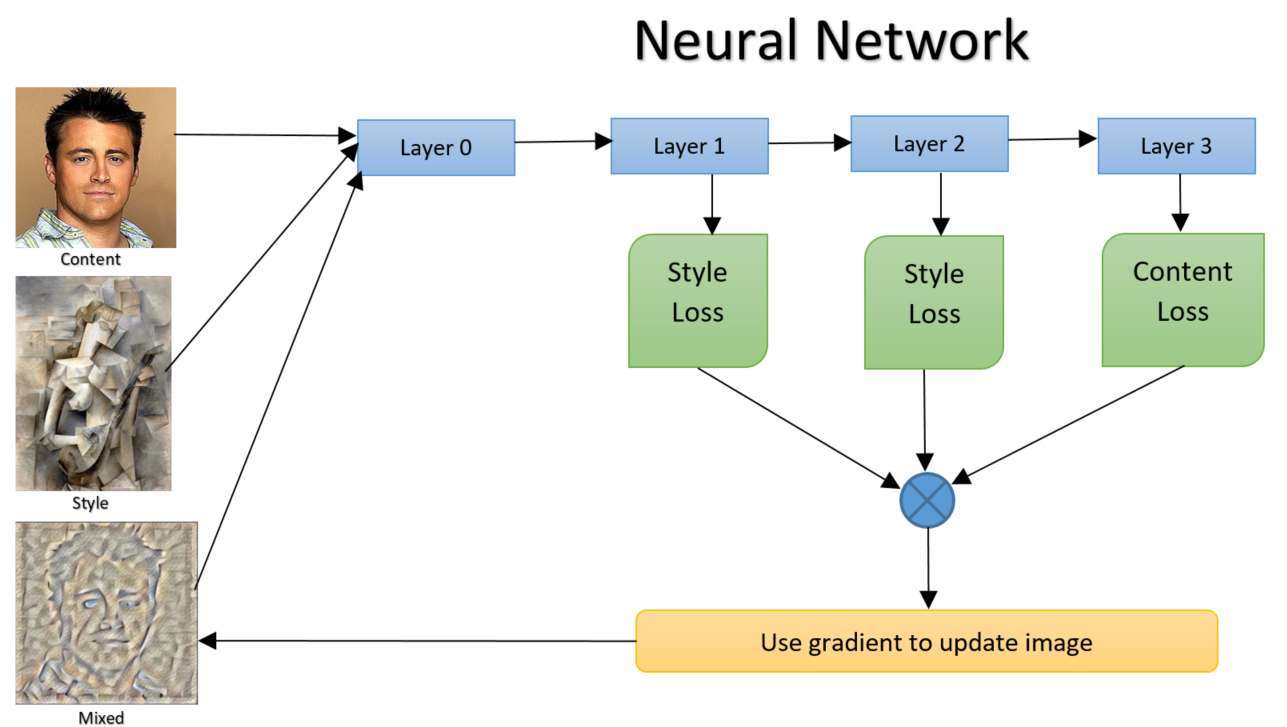 Neural Network
Layer 0
Layer 1
Layer 2
Layer 3
Content
Style
Loss
Style
Loss
Content
Loss
Style
Use gradient to update image
Mixed